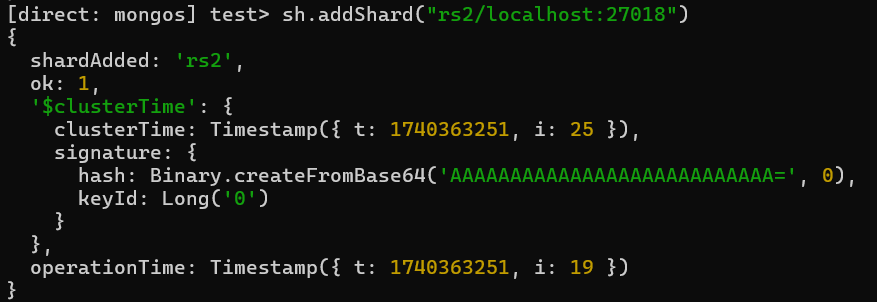 [direct: mongos] test> sh.addShard("rs2/localhost:27018")
{
  shardAdded: 'rs2',
  ok: 1,
  '$clusterTime': {
    clusterTime: Timestamp({ t: 1740363251, i: 25 }),
    signature: {
      hash: Binary.createFromBase64('AAAAAAAAAAAAAAAAAAAAAAAAAAA=', 0),
      keyId: Long('0')
    }
  },
  operationTime: Timestamp({ t: 1740363251, i: 19 })
}